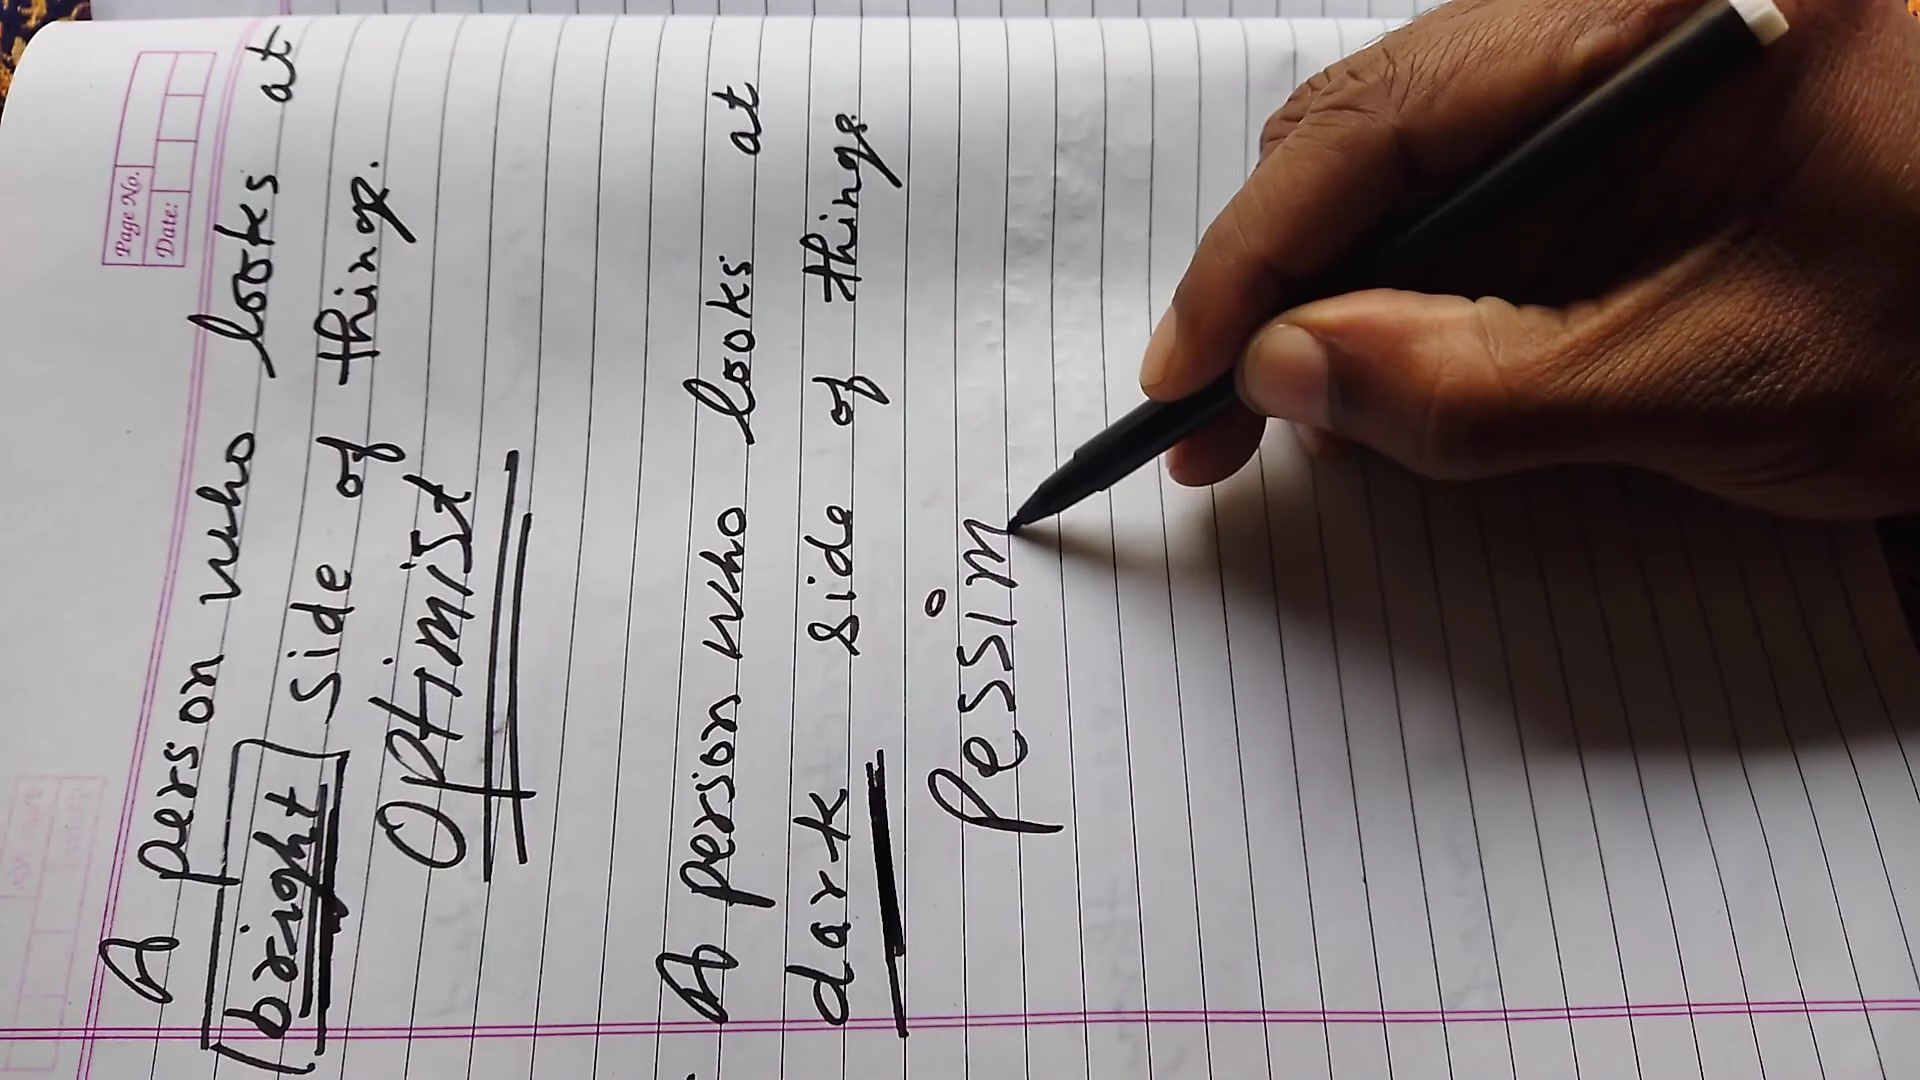 Page No.
Date:
A person who looks at
bright side of things.
Optimist
A person who looks at
dark side of things.
Pessim